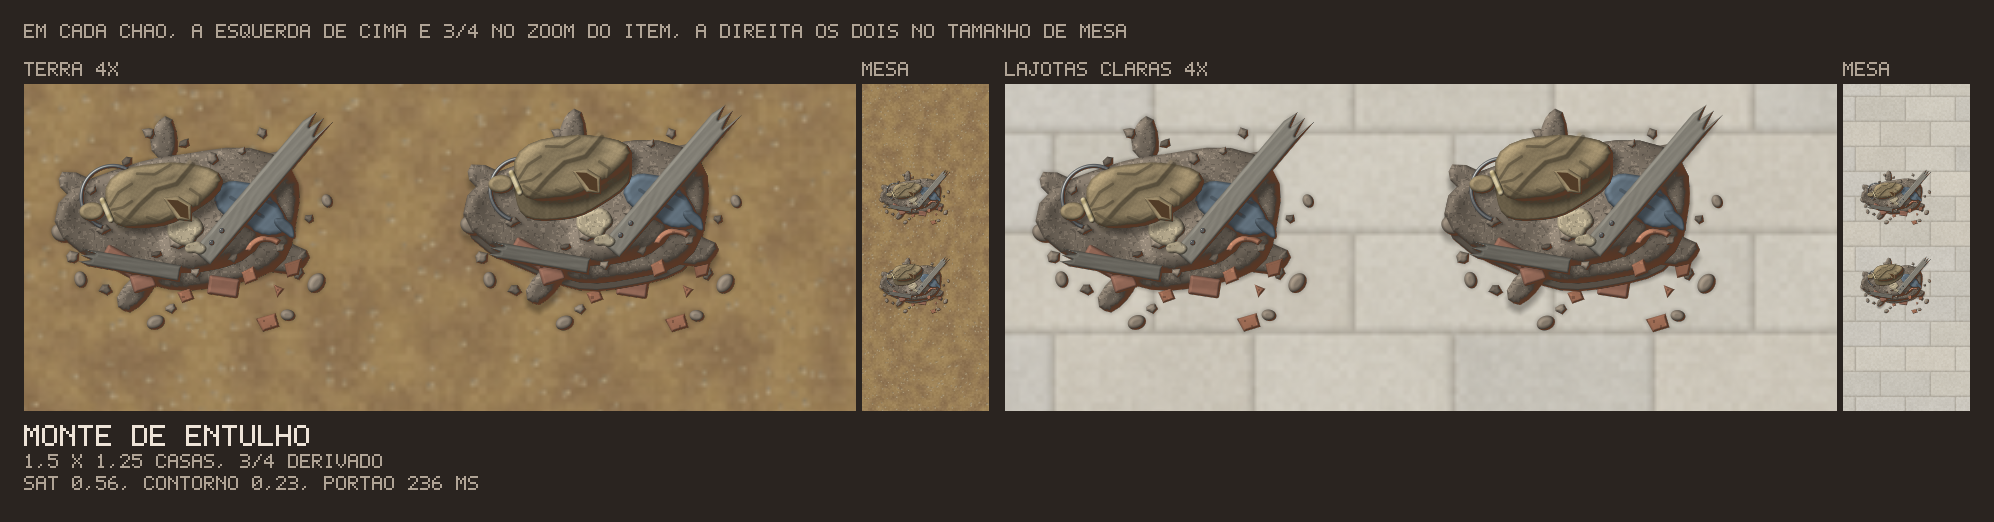 EM CADA CHAO, A ESQUERDA DE CIMA E 3/4 NO ZOOM DO ITEM, A DIREITA OS DOIS NO TAMANHO DE MESA
TERRA 4X
MESA
LAJOTAS CLARAS 4X
MESA
MONTE DE ENTULHO
1,5 X 1,25 CASAS, 3/4 DERIVADO
SAT 0,56, CONTORNO 0,23, PORTAO 236 MS